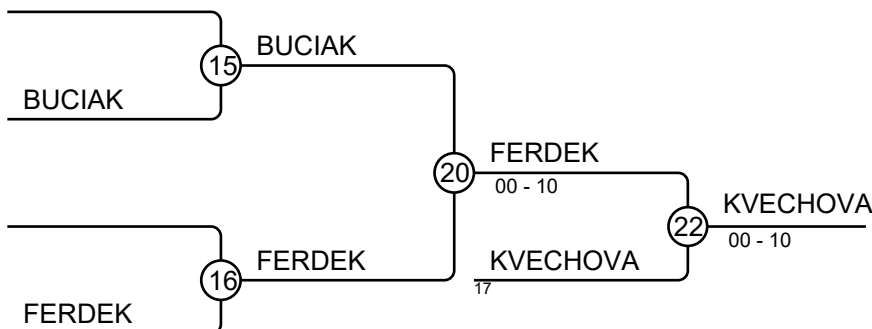 BUCIAK
15
BUCIAK
FERDEK
20
00 - 10
KVECHOVA
22
00 - 10
FERDEK
KVECHOVA
16
17
FERDEK